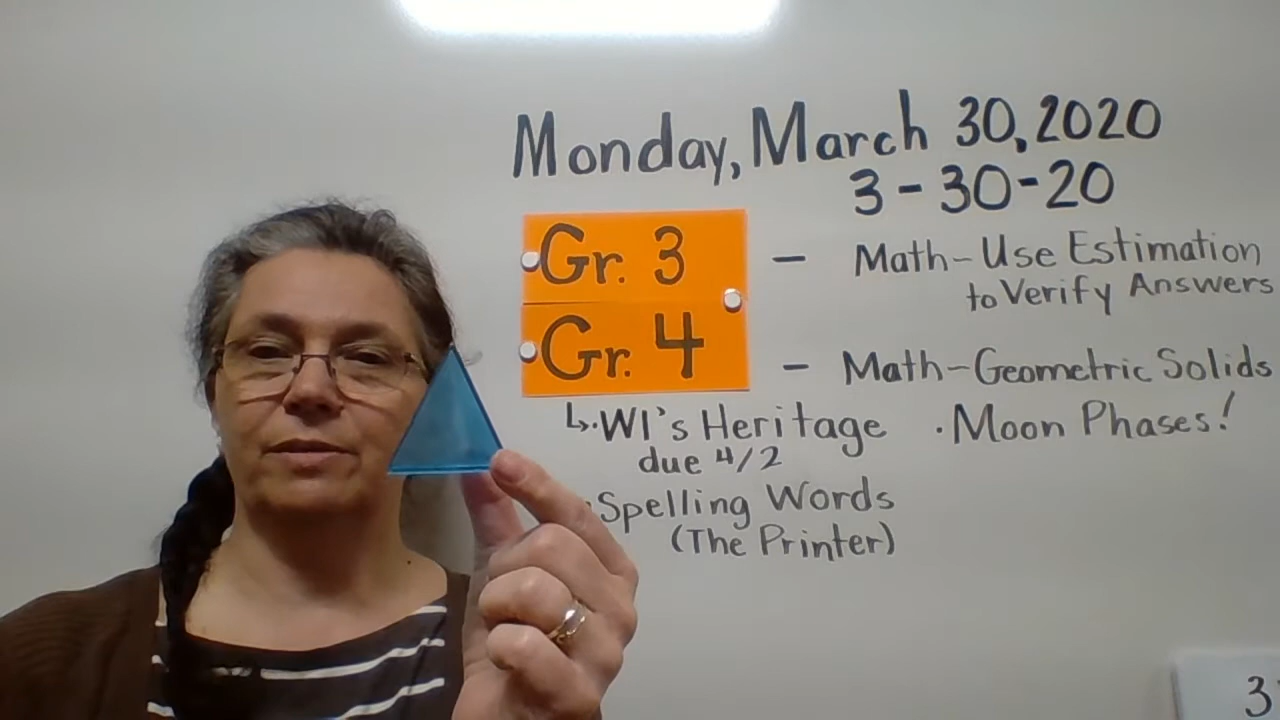 Monday, March 30, 2020
3-30-20
Gr. 3 - Math-Use Estimation
to Verify Answers
Gr. 4 - Math-Geometric Solids
↳·WI's Heritage ·Moon Phases!
due 4/2
·Spelling Words
(The Printer)
3